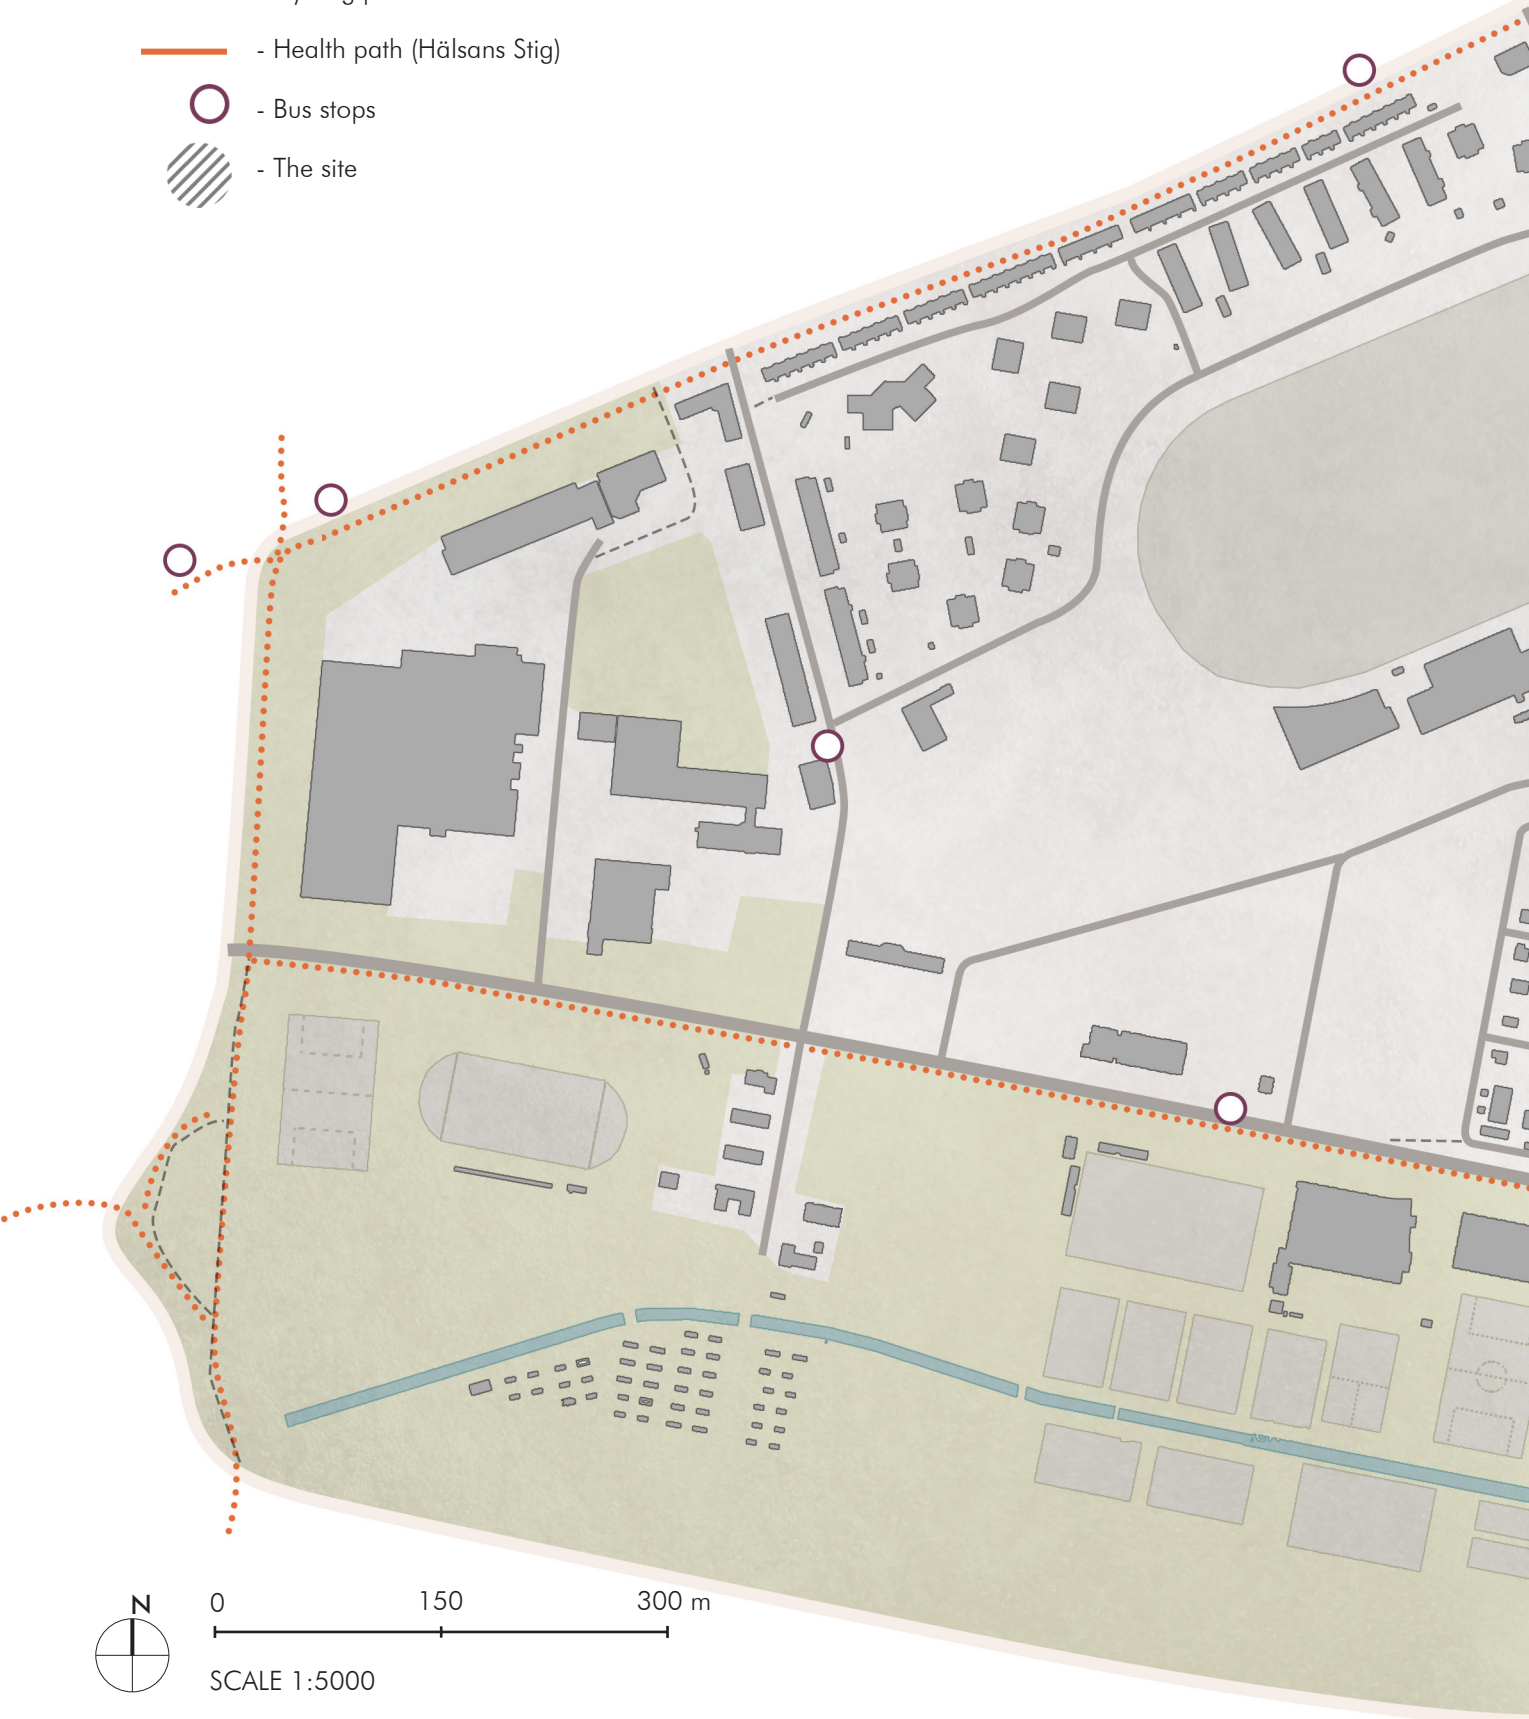 - Health path (Hälsans Stig)
- Bus stops
- The site
N
0 150 300 m
SCALE 1:5000